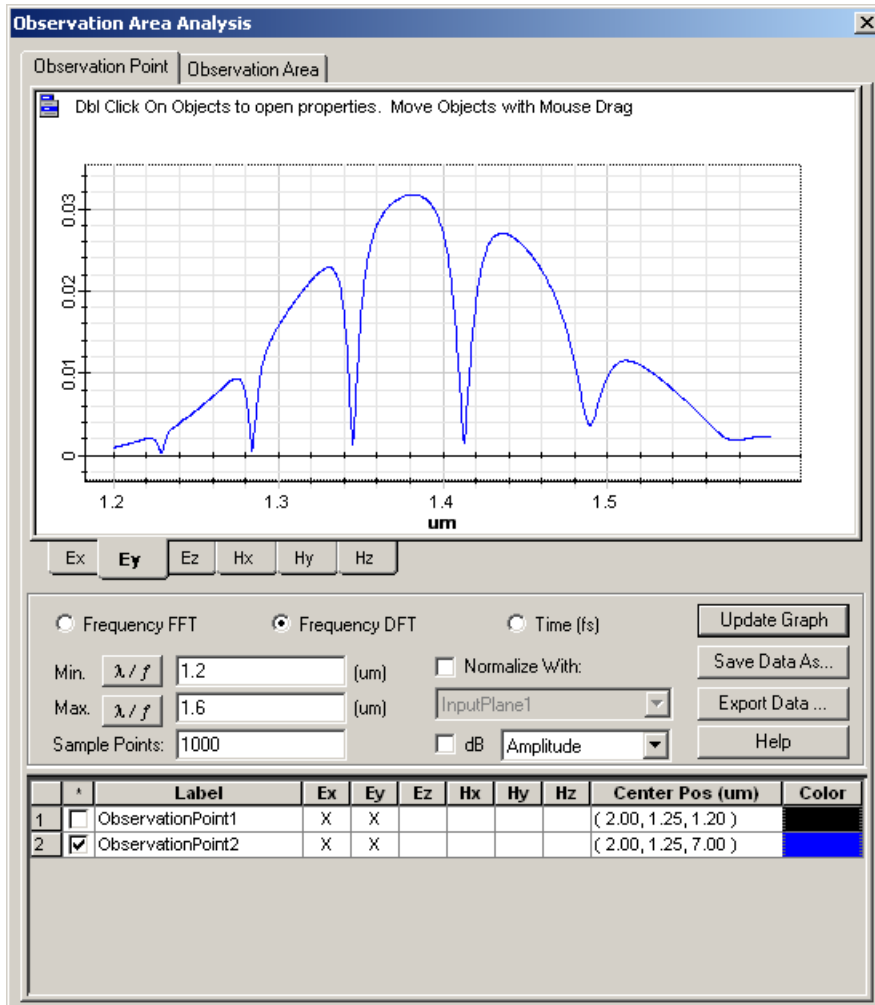 Observation Area Analysis
Observation Point Observation Area
Dbl Click On Objects to open properties. Move Objects with Mouse Drag
0.03
0.02
0.01
0
1.2 1.3 1.4 1.5
um
Ex Ey Ez Hx Hy Hz
Frequency FFT Frequency DFT Time (fs) Update Graph
Min. λ / f 1.2 (um) Normalize With: Save Data As...
Max. λ / f 1.6 (um) InputPlane1 Export Data ...
Sample Points: 1000 dB Amplitude Help
* Label Ex Ey Ez Hx Hy Hz Center Pos (um) Color
1 ObservationPoint1 X X ( 2.00, 1.25, 1.20 )
2 ObservationPoint2 X X ( 2.00, 1.25, 7.00 )